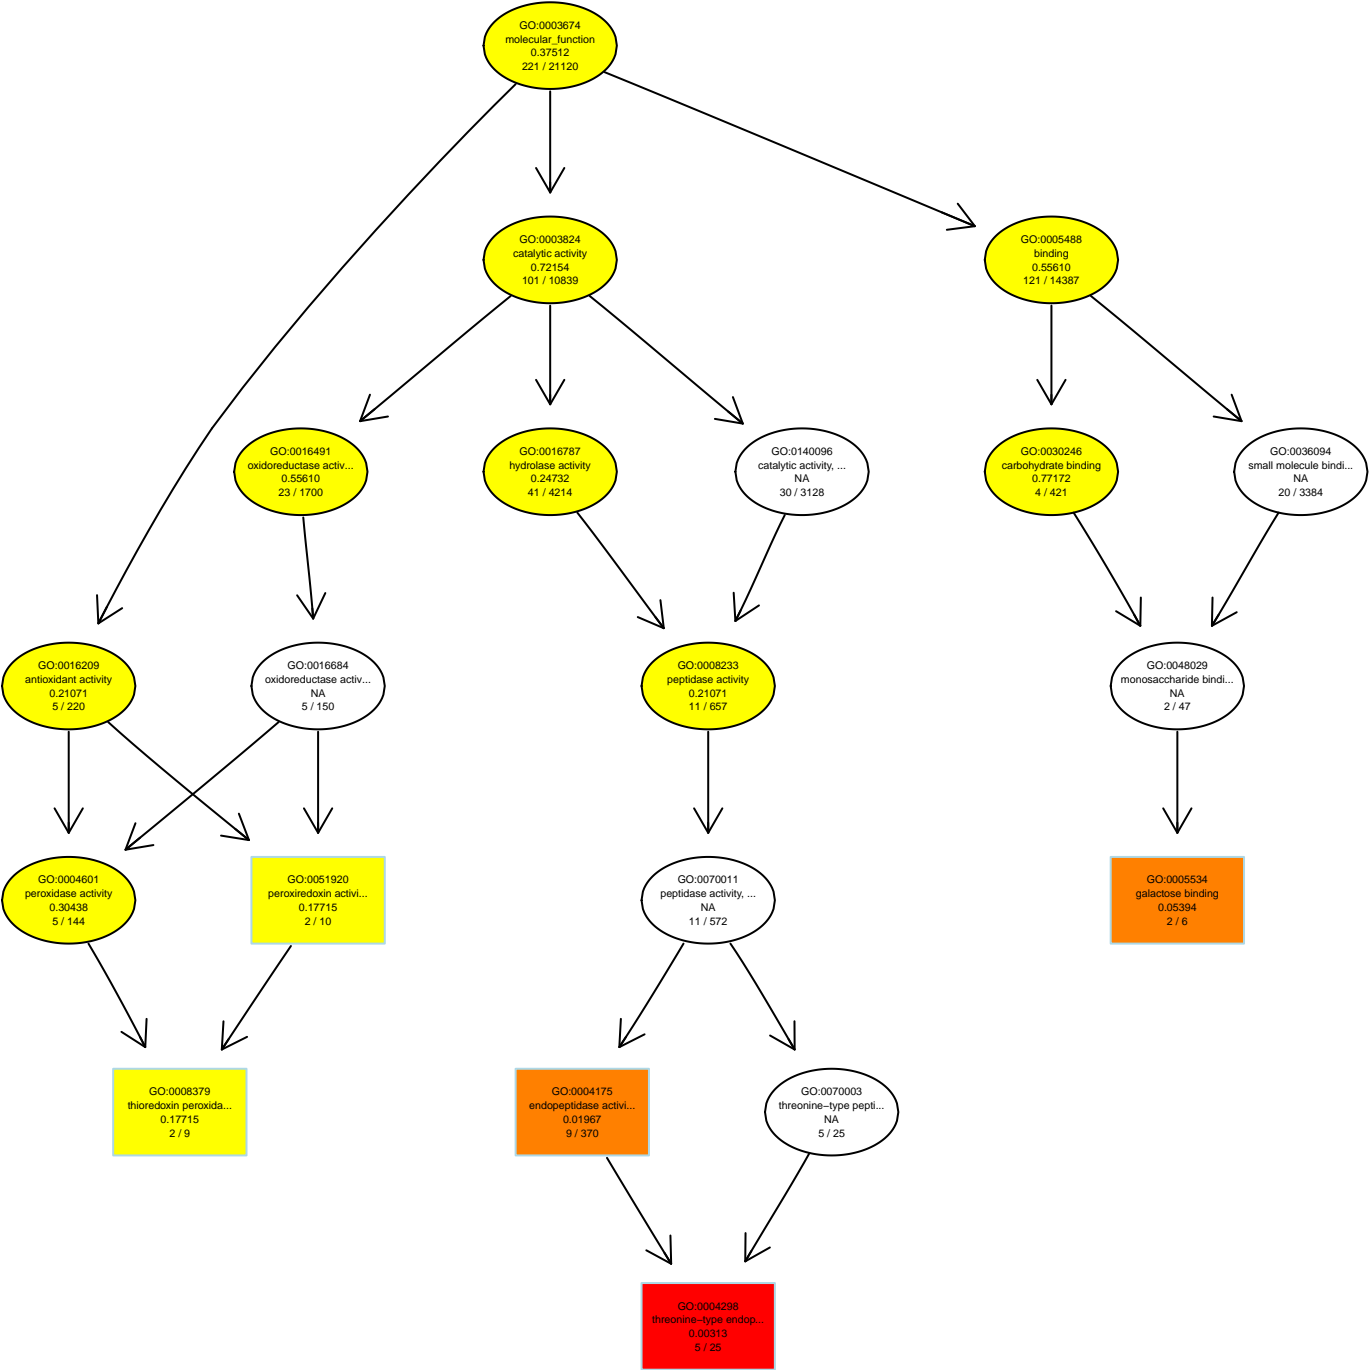 GO:0003674
molecular_function
0.37512
221 / 21120
GO:0003824
catalytic activity
0.72154
101 / 10839
GO:0005488
binding
0.55610
121 / 14387
GO:0016491
oxidoreductase activ...
0.55610
23 / 1700
GO:0016787
hydrolase activity
0.24732
41 / 4214
GO:0140096
catalytic activity, ...
NA
30 / 3128
GO:0030246
carbohydrate binding
0.77172
4 / 421
GO:0036094
small molecule bindi...
NA
20 / 3384
GO:0016209
antioxidant activity
0.21071
5 / 220
GO:0016684
oxidoreductase activ...
NA
5 / 150
GO:0008233
peptidase activity
0.21071
11 / 657
GO:0048029
monosaccharide bindi...
NA
2 / 47
GO:0004601
peroxidase activity
0.30438
5 / 144
GO:0051920
peroxiredoxin activi...
0.17715
2 / 10
GO:0070011
peptidase activity, ...
NA
11 / 572
GO:0005534
galactose binding
0.05394
2 / 6
GO:0008379
thioredoxin peroxida...
0.17715
2 / 9
GO:0004175
endopeptidase activi...
0.01967
9 / 370
GO:0070003
threonine−type pepti...
NA
5 / 25
GO:0004298
threonine−type endop...
0.00313
5 / 25